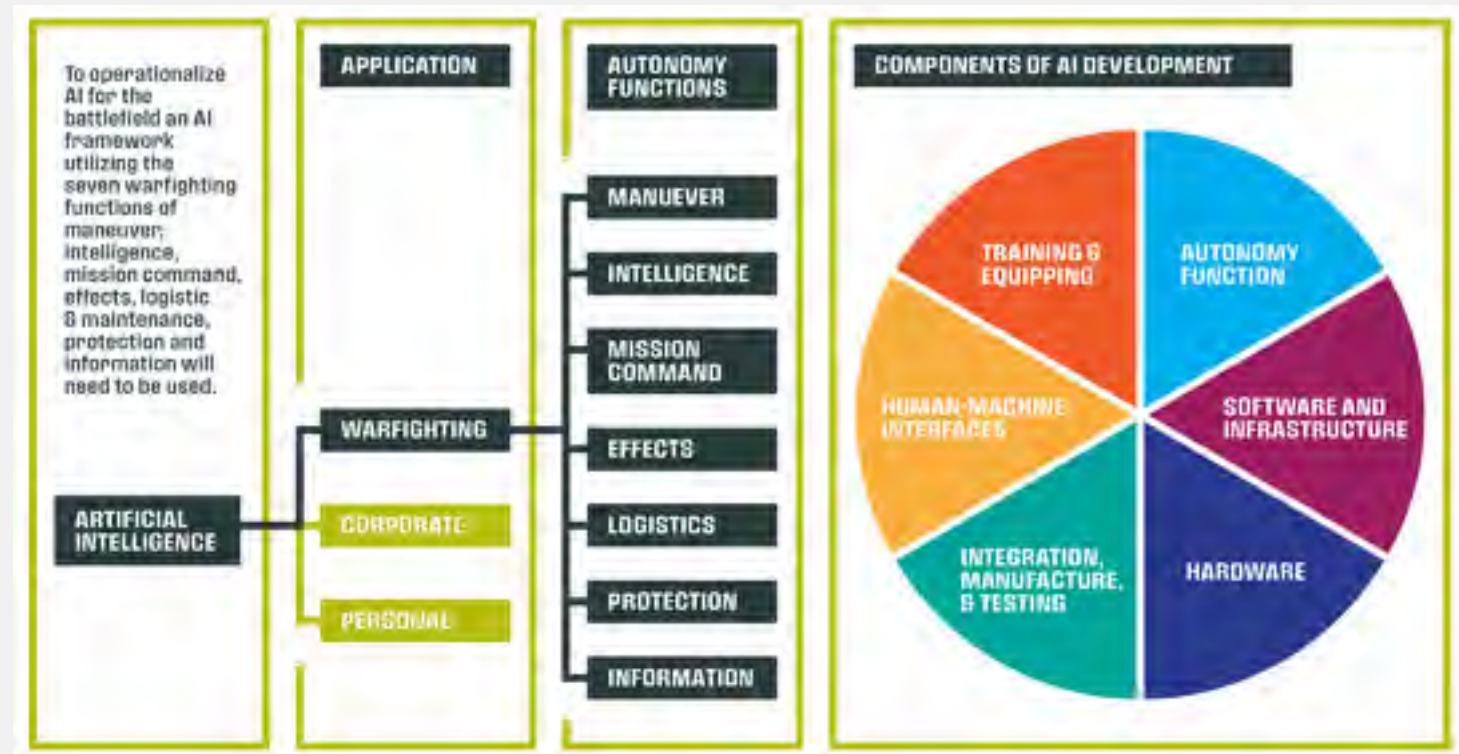 To operationalize
AI for the
battlefield an AI
framework
utilizing the
seven warfighting
functions of
maneuver;
intelligence,
mission command,
effects, logistic
& maintenance,
protection and
information will
need to be used.
ARTIFICIAL
INTELLIGENCE
APPLICATION
WARFIGHTING
CORPORATE
PERSONAL
AUTONOMY
FUNCTIONS
MANUEVER
INTELLIGENCE
MISSION
COMMAND
EFFECTS
LOGISTICS
PROTECTION
INFORMATION
COMPONENTS OF AI DEVELOPMENT
TRAINING &
EQUIPPING
AUTONOMY
FUNCTION
HUMAN-MACHINE
INTERFACES
SOFTWARE AND
INFRASTRUCTURE
INTEGRATION,
MANUFACTURE,
& TESTING
HARDWARE